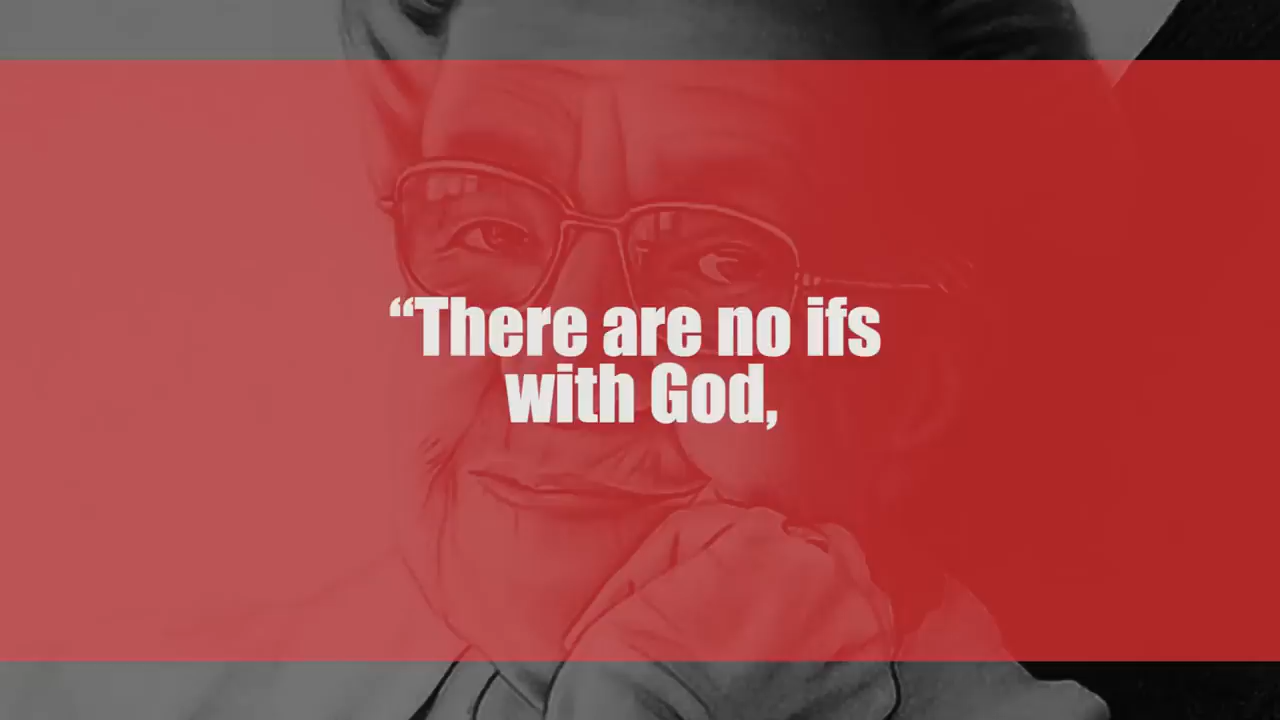 “There are no ifs
with God,